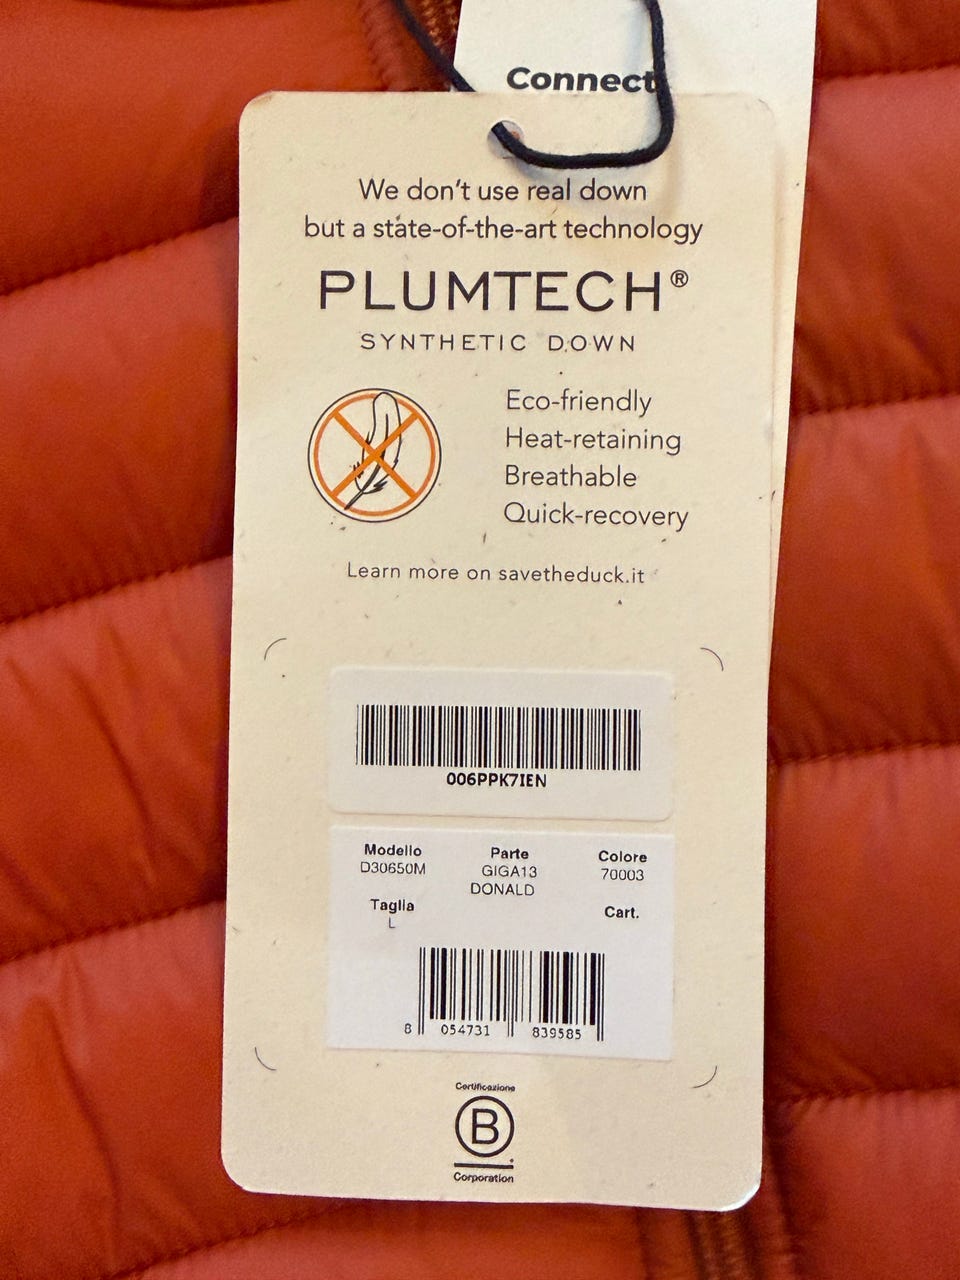 Connect
We don't use real down
but a state-of-the-art technology
PLUMTECH®
SYNTHETIC DOWN
Eco-friendly
Heat-retaining
Breathable
Quick-recovery
Learn more on savetheduck.it
006PPK7IEN
Modello Parte Colore
D30650M GIGA13 70003
DONALD
Taglia Cart.
L
8 054731 839585
Certificazione
B
Corporation